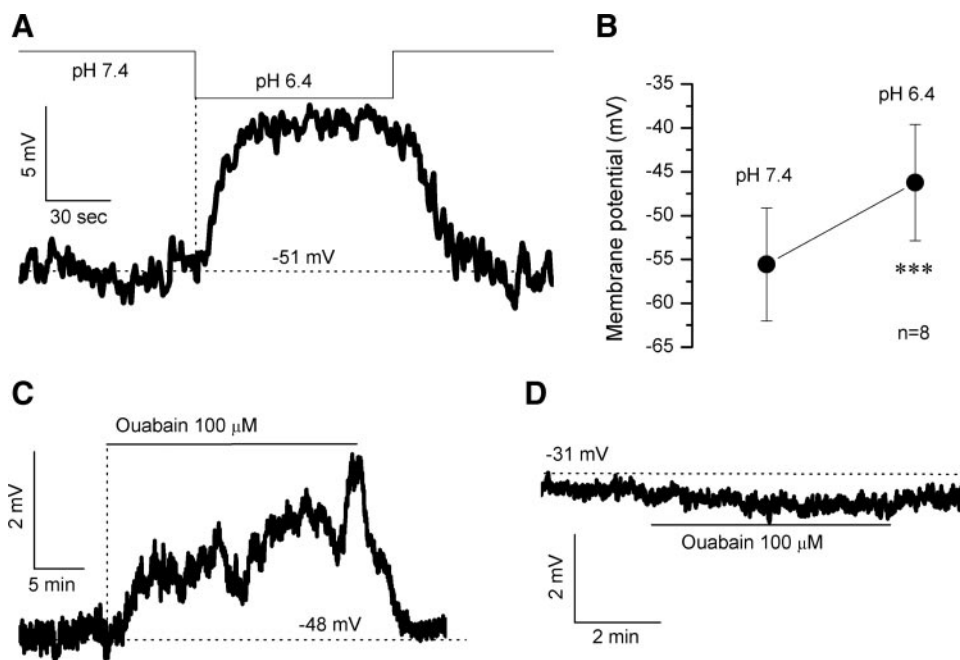 A
pH 7.4
pH 6.4
5 mV
30 sec
-51 mV
B
Membrane potential (mV)
-35
-40
-45
-50
-55
-60
-65
pH 7.4
pH 6.4
***
n=8
C
Ouabain 100 μM
2 mV
5 min
-48 mV
D
-31 mV
Ouabain 100 μM
2 mV
2 min